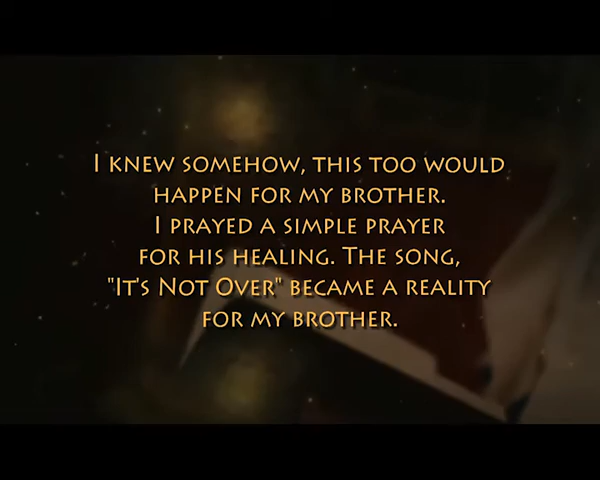 I KNEW SOMEHOW, THIS TOO WOULD
HAPPEN FOR MY BROTHER.
I PRAYED A SIMPLE PRAYER
FOR HIS HEALING. THE SONG,
"IT'S NOT OVER" BECAME A REALITY
FOR MY BROTHER.